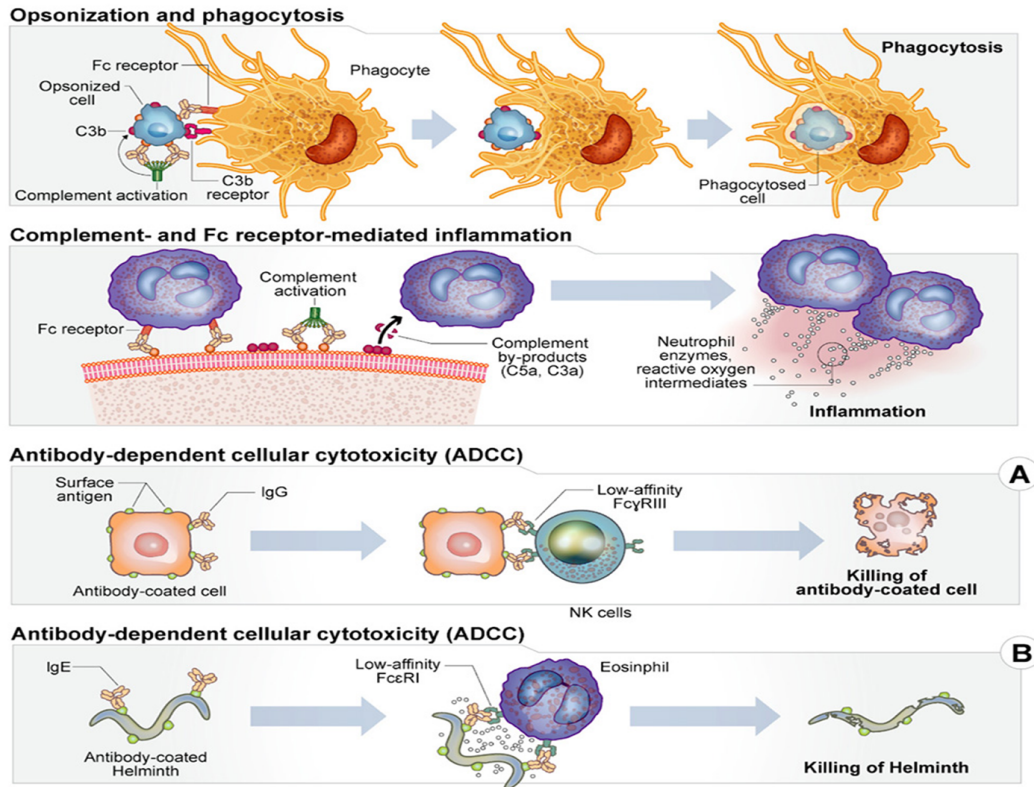 Opsonization and phagocytosis
Fc receptor
Opsonized
cell
C3b
Complement activation
C3b
receptor
Phagocyte
Phagocytosis
Phagocytosed
cell
Complement- and Fc receptor-mediated inflammation
Fc receptor
Complement
activation
Complement
by-products
(C5a, C3a)
Neutrophil
enzymes,
reactive oxygen
intermediates
Inflammation
Antibody-dependent cellular cytotoxicity (ADCC)
A
Surface
antigen
IgG
Antibody-coated cell
Low-affinity
FcγRIII
NK cells
Killing of
antibody-coated cell
Antibody-dependent cellular cytotoxicity (ADCC)
B
IgE
Antibody-coated
Helminth
Low-affinity
FcεRI
Eosinphil
Killing of Helminth